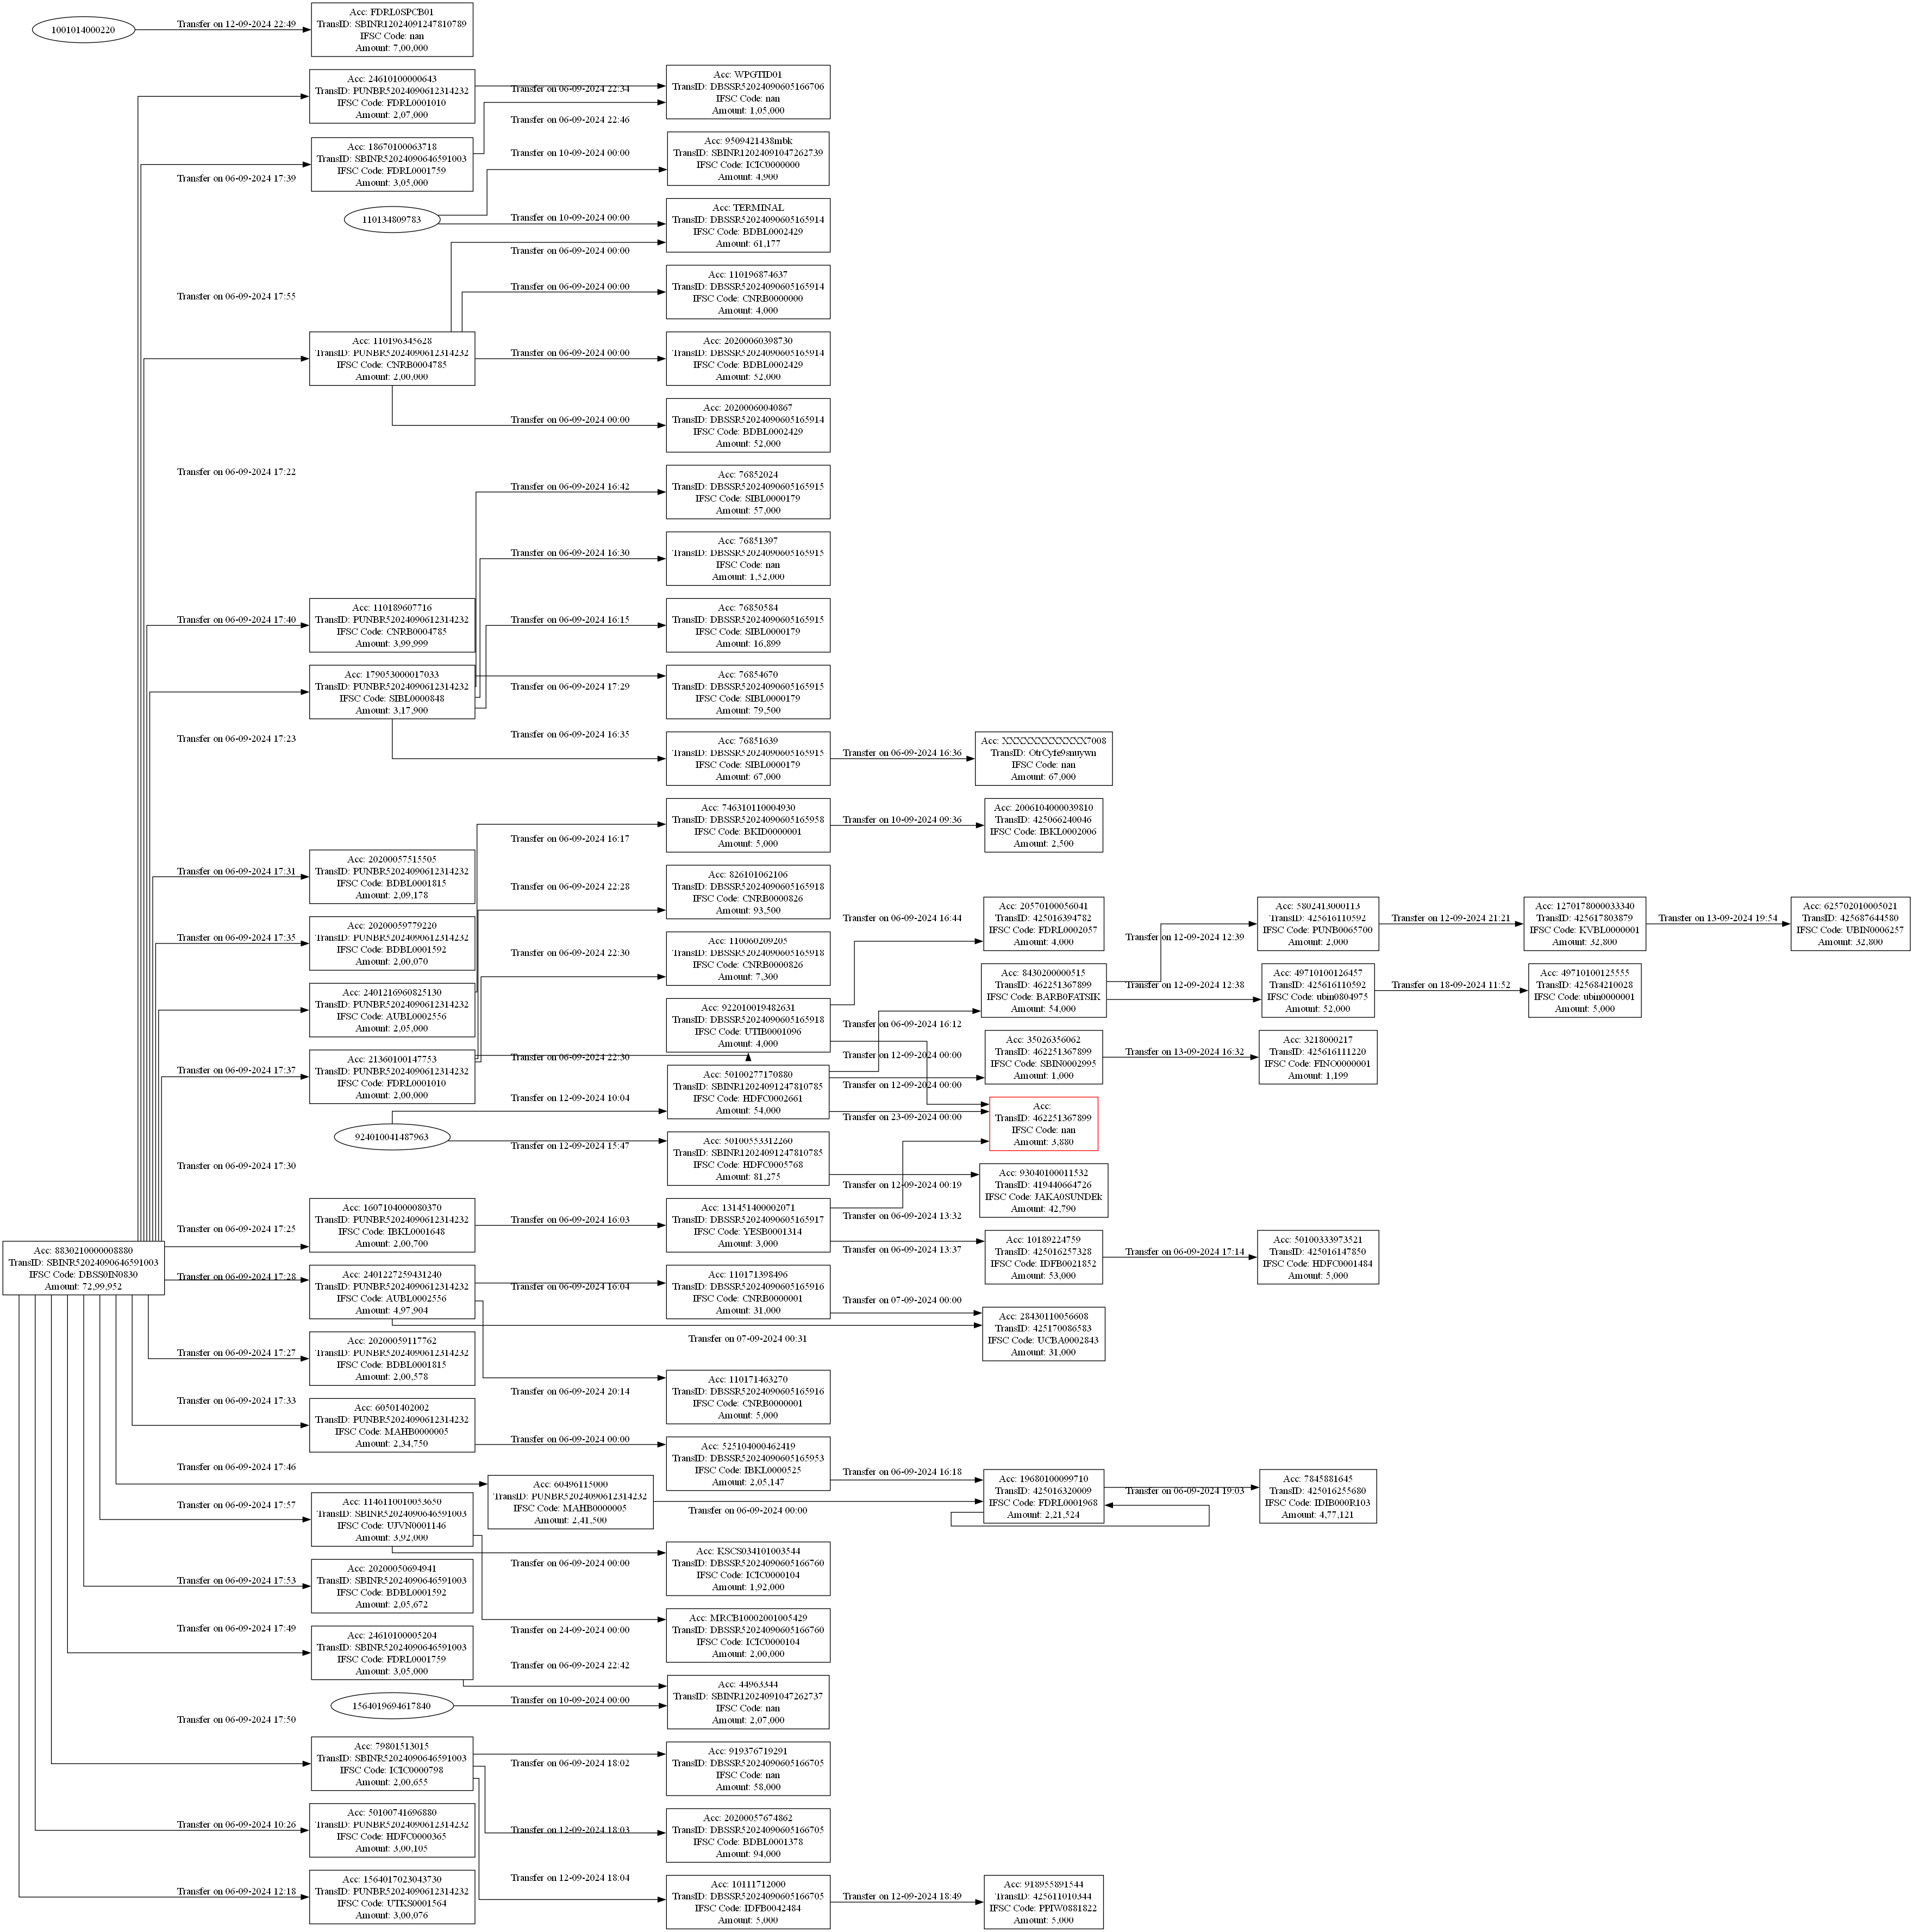 1001014000220
Transfer on 12-09-2024 22:49
Acc: FDRL0SPCB01
TransID: SBINR12024091247810789
IFSC Code: nan
Amount: 7,00,000
Acc: 24610100000643
TransID: PUNBR52024090612314232
IFSC Code: FDRL0001010
Amount: 2,07,000
Transfer on 06-09-2024 22:34
Acc: WPGTID01
TransID: DBSSR52024090605166706
IFSC Code: nan
Amount: 1,05,000
Transfer on 06-09-2024 22:46
Transfer on 06-09-2024 17:39
Acc: 18670100063718
TransID: SBINR52024090646591003
IFSC Code: FDRL0001759
Amount: 3,05,000
Transfer on 10-09-2024 00:00
Acc: 9509421438mbk
TransID: SBINR12024091047262739
IFSC Code: ICIC0000000
Amount: 4,900
110134809783
Transfer on 10-09-2024 00:00
Acc: TERMINAL
TransID: DBSSR52024090605165914
IFSC Code: BDBL0002429
Amount: 61,177
Transfer on 06-09-2024 00:00
Transfer on 06-09-2024 17:55
Transfer on 06-09-2024 00:00
Acc: 110196874637
TransID: DBSSR52024090605165914
IFSC Code: CNRB0000000
Amount: 4,000
Acc: 110196345628
TransID: PUNBR52024090612314232
IFSC Code: CNRB0004785
Amount: 2,00,000
Transfer on 06-09-2024 00:00
Acc: 20200060398730
TransID: DBSSR52024090605165914
IFSC Code: BDBL0002429
Amount: 52,000
Transfer on 06-09-2024 00:00
Acc: 20200060040867
TransID: DBSSR52024090605165914
IFSC Code: BDBL0002429
Amount: 52,000
Transfer on 06-09-2024 17:22
Transfer on 06-09-2024 16:42
Acc: 76852024
TransID: DBSSR52024090605165915
IFSC Code: SIBL0000179
Amount: 57,000
Transfer on 06-09-2024 16:30
Acc: 76851397
TransID: DBSSR52024090605165915
IFSC Code: nan
Amount: 1,52,000
Transfer on 06-09-2024 17:40
Acc: 110189607716
TransID: PUNBR52024090612314232
IFSC Code: CNRB0004785
Amount: 3,99,999
Transfer on 06-09-2024 16:15
Acc: 76850584
TransID: DBSSR52024090605165915
IFSC Code: SIBL0000179
Amount: 16,899
Acc: 179053000017033
TransID: PUNBR52024090612314232
IFSC Code: SIBL0000848
Amount: 3,17,900
Transfer on 06-09-2024 17:29
Acc: 76854670
TransID: DBSSR52024090605165915
IFSC Code: SIBL0000179
Amount: 79,500
Transfer on 06-09-2024 17:23
Transfer on 06-09-2024 16:35
Acc: 76851639
TransID: DBSSR52024090605165915
IFSC Code: SIBL0000179
Amount: 67,000
Transfer on 06-09-2024 16:36
Acc: XXXXXXXXXXXXX7008
TransID: OtrCyfe9snuywn
IFSC Code: nan
Amount: 67,000
Transfer on 06-09-2024 16:17
Acc: 746310110004930
TransID: DBSSR52024090605165958
IFSC Code: BKID0000001
Amount: 5,000
Transfer on 10-09-2024 09:36
Acc: 2006104000039810
TransID: 425066240046
IFSC Code: IBKL0002006
Amount: 2,500
Transfer on 06-09-2024 17:31
Acc: 20200057515505
TransID: PUNBR52024090612314232
IFSC Code: BDBL0001815
Amount: 2,09,178
Transfer on 06-09-2024 22:28
Acc: 826101062106
TransID: DBSSR52024090605165918
IFSC Code: CNRB0000826
Amount: 93,500
Transfer on 06-09-2024 17:35
Acc: 20200059779220
TransID: PUNBR52024090612314232
IFSC Code: BDBL0001592
Amount: 2,00,070
Transfer on 06-09-2024 22:30
Acc: 110060209205
TransID: DBSSR52024090605165918
IFSC Code: CNRB0000826
Amount: 7,300
Transfer on 06-09-2024 16:44
Acc: 20570100056041
TransID: 425016394782
IFSC Code: FDRL0002057
Amount: 4,000
Transfer on 12-09-2024 12:39
Acc: 5802413000113
TransID: 425616110592
IFSC Code: PUNB0065700
Amount: 2,000
Transfer on 12-09-2024 21:21
Acc: 1270178000033340
TransID: 425617803879
IFSC Code: KVBL0000001
Amount: 32,800
Transfer on 13-09-2024 19:54
Acc: 625702010005021
TransID: 425687644580
IFSC Code: UBIN0006257
Amount: 32,800
Acc: 2401216960825130
TransID: PUNBR52024090612314232
IFSC Code: AUBL0002556
Amount: 2,05,000
Acc: 922010019482631
TransID: DBSSR52024090605165918
IFSC Code: UTIB0001096
Amount: 4,000
Transfer on 06-09-2024 16:12
Acc: 8430200000515
TransID: 462251367899
IFSC Code: BARB0FATSIK
Amount: 54,000
Transfer on 12-09-2024 12:38
Acc: 49710100126457
TransID: 425616110592
IFSC Code: ubin0804975
Amount: 52,000
Transfer on 18-09-2024 11:52
Acc: 49710100125555
TransID: 425684210028
IFSC Code: ubin0000001
Amount: 5,000
Transfer on 06-09-2024 17:37
Acc: 21360100147753
TransID: PUNBR52024090612314232
IFSC Code: FDRL0001010
Amount: 2,00,000
Transfer on 06-09-2024 22:30
Transfer on 12-09-2024 00:00
Acc: 35026356062
TransID: 462251367899
IFSC Code: SBIN0002995
Amount: 1,000
Transfer on 13-09-2024 16:32
Acc: 3218000217
TransID: 425616111220
IFSC Code: FINO0000001
Amount: 1,199
Transfer on 12-09-2024 10:04
Acc: 50100277170880
TransID: SBINR12024091247810785
IFSC Code: HDFC0002661
Amount: 54,000
Transfer on 12-09-2024 00:00
Transfer on 23-09-2024 00:00
Acc:
TransID: 462251367899
IFSC Code: nan
Amount: 3,880
924010041487963
Transfer on 12-09-2024 15:47
Acc: 50100553312260
TransID: SBINR12024091247810785
IFSC Code: HDFC0005768
Amount: 81,275
Transfer on 12-09-2024 00:19
Acc: 93040100011532
TransID: 419440664726
IFSC Code: JAKA0SUNDEk
Amount: 42,790
Transfer on 06-09-2024 17:30
Transfer on 06-09-2024 17:25
Acc: 1607104000080370
TransID: PUNBR52024090612314232
IFSC Code: IBKL0001648
Amount: 2,00,700
Transfer on 06-09-2024 16:03
Acc: 131451400002071
TransID: DBSSR52024090605165917
IFSC Code: YESB0001314
Amount: 3,000
Transfer on 06-09-2024 13:32
Transfer on 06-09-2024 13:37
Acc: 10189224759
TransID: 425016257328
IFSC Code: IDFB0021852
Amount: 53,000
Transfer on 06-09-2024 17:14
Acc: 50100333973521
TransID: 425016147850
IFSC Code: HDFC0001484
Amount: 5,000
Acc: 8830210000008880
TransID: SBINR52024090646591003
IFSC Code: DBSS0IN0830
Amount: 72,99,952
Transfer on 06-09-2024 17:28
Acc: 2401227259431240
TransID: PUNBR52024090612314232
IFSC Code: AUBL0002556
Amount: 4,97,904
Transfer on 06-09-2024 16:04
Acc: 110171398496
TransID: DBSSR52024090605165916
IFSC Code: CNRB0000001
Amount: 31,000
Transfer on 07-09-2024 00:00
Acc: 28430110056608
TransID: 425170086583
IFSC Code: UCBA0002843
Amount: 31,000
Transfer on 07-09-2024 00:31
Transfer on 06-09-2024 17:27
Acc: 20200059117762
TransID: PUNBR52024090612314232
IFSC Code: BDBL0001815
Amount: 2,00,578
Transfer on 06-09-2024 20:14
Acc: 110171463270
TransID: DBSSR52024090605165916
IFSC Code: CNRB0000001
Amount: 5,000
Transfer on 06-09-2024 17:33
Acc: 60501402002
TransID: PUNBR52024090612314232
IFSC Code: MAHB0000005
Amount: 2,34,750
Transfer on 06-09-2024 00:00
Acc: 525104000462419
TransID: DBSSR52024090605165953
IFSC Code: IBKL0000525
Amount: 2,05,147
Transfer on 06-09-2024 16:18
Transfer on 06-09-2024 17:46
Acc: 60496115000
TransID: PUNBR52024090612314232
IFSC Code: MAHB0000005
Amount: 2,41,500
Transfer on 06-09-2024 00:00
Acc: 19680100099710
TransID: 425016320009
IFSC Code: FDRL0001968
Amount: 2,21,524
Transfer on 06-09-2024 19:03
Acc: 7845881645
TransID: 425016255680
IFSC Code: IDIB000R103
Amount: 4,77,121
Transfer on 06-09-2024 17:57
Acc: 1146110010053650
TransID: SBINR52024090646591003
IFSC Code: UJVN0001146
Amount: 3,92,000
Transfer on 06-09-2024 00:00
Acc: KSCS034101003544
TransID: DBSSR52024090605166760
IFSC Code: ICIC0000104
Amount: 1,92,000
Transfer on 06-09-2024 17:53
Acc: 20200050694941
TransID: SBINR52024090646591003
IFSC Code: BDBL0001592
Amount: 2,05,672
Transfer on 24-09-2024 00:00
Acc: MRCB10002001005429
TransID: DBSSR52024090605166760
IFSC Code: ICIC0000104
Amount: 2,00,000
Transfer on 06-09-2024 17:49
Acc: 24610100005204
TransID: SBINR52024090646591003
IFSC Code: FDRL0001759
Amount: 3,05,000
Transfer on 06-09-2024 22:42
Acc: 44963344
TransID: SBINR12024091047262737
IFSC Code: nan
Amount: 2,07,000
1564019694617840
Transfer on 10-09-2024 00:00
Transfer on 06-09-2024 17:50
Acc: 79801513015
TransID: SBINR52024090646591003
IFSC Code: ICIC0000798
Amount: 2,00,655
Transfer on 06-09-2024 18:02
Acc: 919376719291
TransID: DBSSR52024090605166705
IFSC Code: nan
Amount: 58,000
Transfer on 06-09-2024 10:26
Acc: 50100741696880
TransID: PUNBR52024090612314232
IFSC Code: HDFC0000365
Amount: 3,00,105
Transfer on 12-09-2024 18:03
Acc: 20200057674862
TransID: DBSSR52024090605166705
IFSC Code: BDBL0001378
Amount: 94,000
Transfer on 06-09-2024 12:18
Acc: 1564017023043730
TransID: PUNBR52024090612314232
IFSC Code: UTKS0001564
Amount: 3,00,076
Transfer on 12-09-2024 18:04
Acc: 10111712000
TransID: DBSSR52024090605166705
IFSC Code: IDFB0042484
Amount: 5,000
Transfer on 12-09-2024 18:49
Acc: 918955891544
TransID: 425611010344
IFSC Code: PPIW0881822
Amount: 5,000